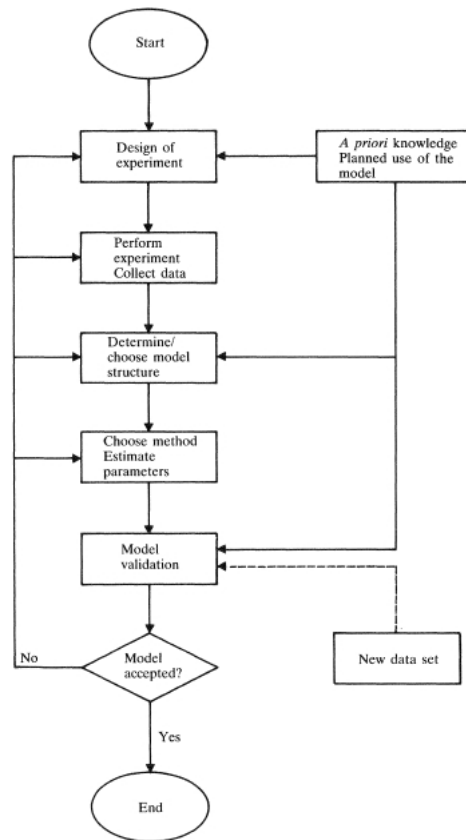 Start
Design of
experiment
A priori knowledge
Planned use of the
model
Perform
experiment
Collect data
Determine/
choose model
structure
Choose method
Estimate
parameters
Model
validation
New data set
No
Model
accepted?
Yes
End